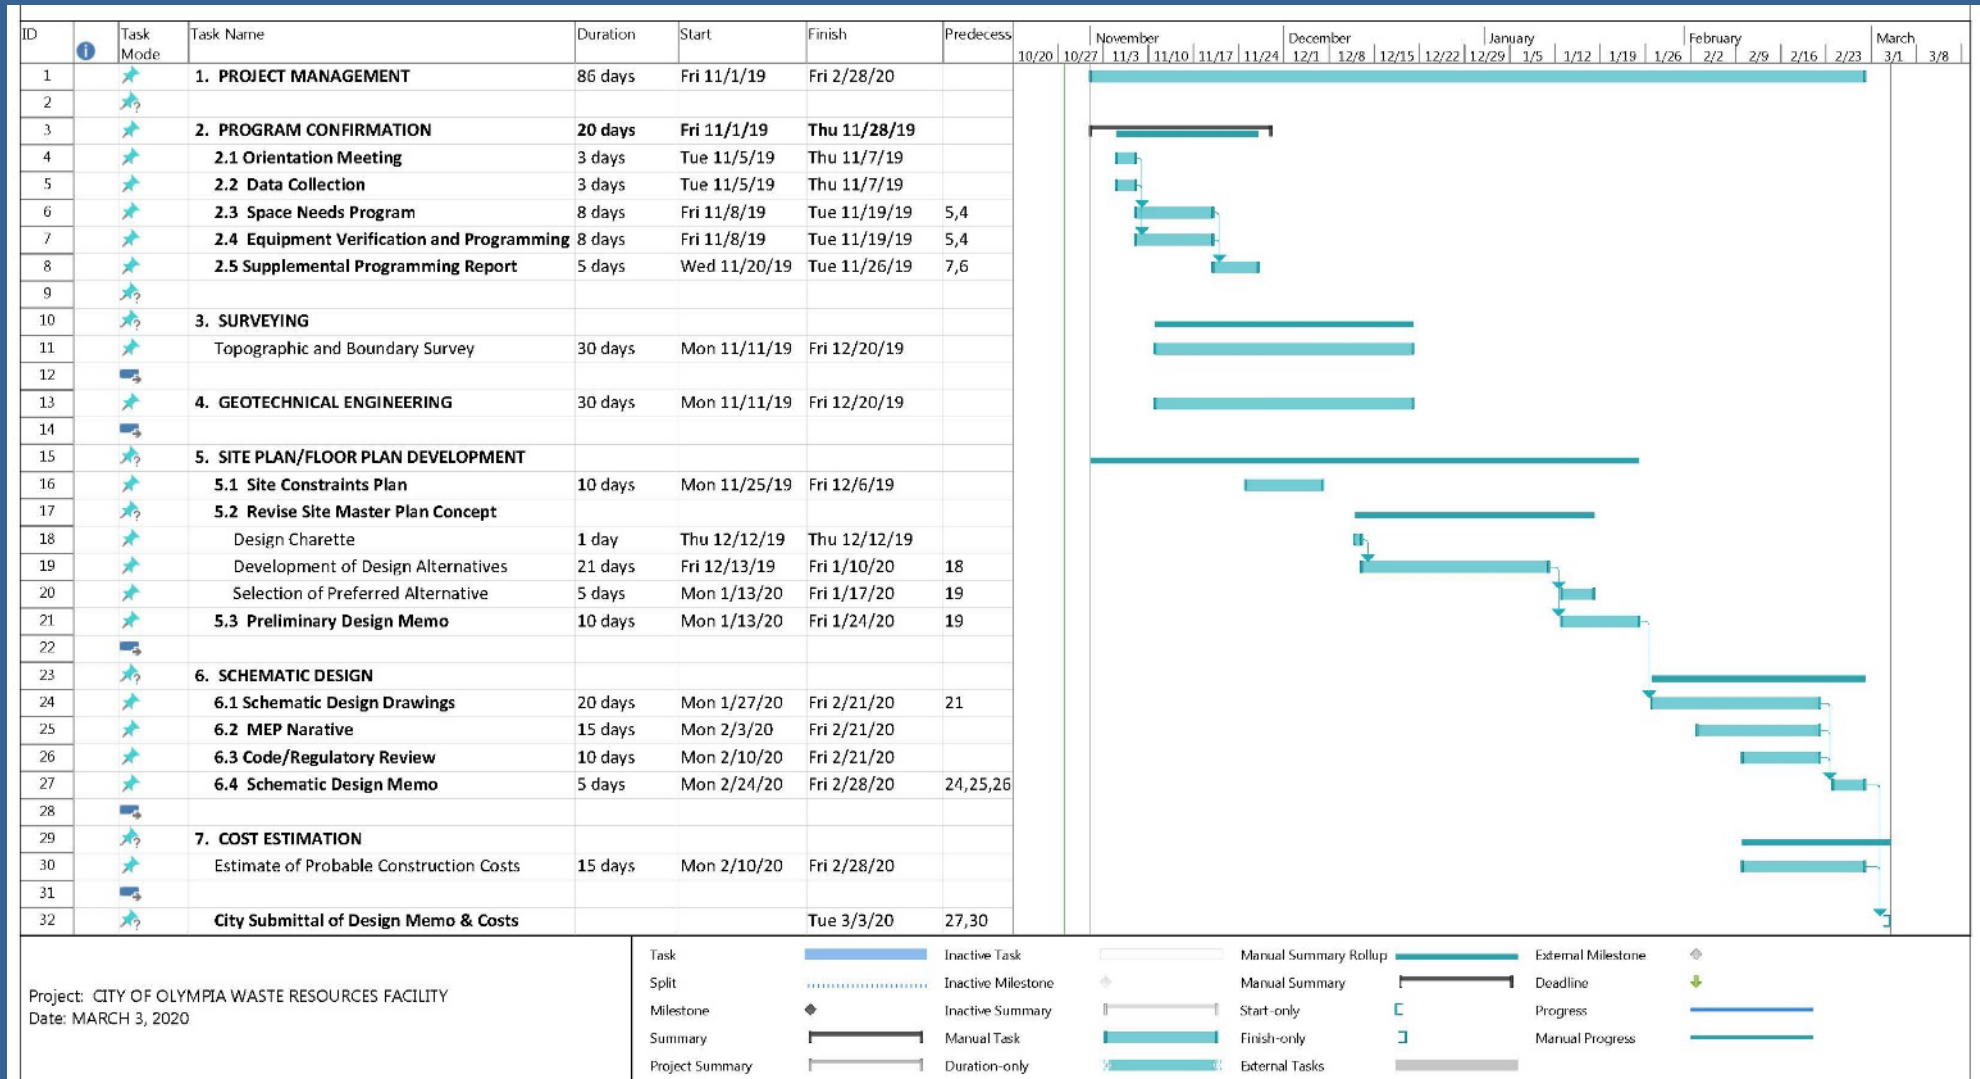 ID Task Mode Task Name Duration Start Finish Predecess
November December January February March
10/20 10/27 11/3 11/10 11/17 11/24 12/1 12/8 12/15 12/22 12/29 1/5 1/12 1/19 1/26 2/2 2/9 2/16 2/23 3/1 3/8
1 1. PROJECT MANAGEMENT 86 days Fri 11/1/19 Fri 2/28/20
2
3 2. PROGRAM CONFIRMATION 20 days Fri 11/1/19 Thu 11/28/19
4 2.1 Orientation Meeting 3 days Tue 11/5/19 Thu 11/7/19
5 2.2 Data Collection 3 days Tue 11/5/19 Thu 11/7/19
6 2.3 Space Needs Program 8 days Fri 11/8/19 Tue 11/19/19 5,4
7 2.4 Equipment Verification and Programming 8 days Fri 11/8/19 Tue 11/19/19 5,4
8 2.5 Supplemental Programming Report 5 days Wed 11/20/19 Tue 11/26/19 7,6
9
10 3. SURVEYING
11 Topographic and Boundary Survey 30 days Mon 11/11/19 Fri 12/20/19
12
13 4. GEOTECHNICAL ENGINEERING 30 days Mon 11/11/19 Fri 12/20/19
14
15 5. SITE PLAN/FLOOR PLAN DEVELOPMENT
16 5.1 Site Constraints Plan 10 days Mon 11/25/19 Fri 12/6/19
17 5.2 Revise Site Master Plan Concept
18 Design Charette 1 day Thu 12/12/19 Thu 12/12/19
19 Development of Design Alternatives 21 days Fri 12/13/19 Fri 1/10/20 18
20 Selection of Preferred Alternative 5 days Mon 1/13/20 Fri 1/17/20 19
21 5.3 Preliminary Design Memo 10 days Mon 1/13/20 Fri 1/24/20 19
22
23 6. SCHEMATIC DESIGN
24 6.1 Schematic Design Drawings 20 days Mon 1/27/20 Fri 2/21/20 21
25 6.2 MEP Narative 15 days Mon 2/3/20 Fri 2/21/20
26 6.3 Code/Regulatory Review 10 days Mon 2/10/20 Fri 2/21/20
27 6.4 Schematic Design Memo 5 days Mon 2/24/20 Fri 2/28/20 24,25,26
28
29 7. COST ESTIMATION
30 Estimate of Probable Construction Costs 15 days Mon 2/10/20 Fri 2/28/20
31
32 City Submittal of Design Memo & Costs Tue 3/3/20 27,30
Project: CITY OF OLYMPIA WASTE RESOURCES FACILITY
Date: MARCH 3, 2020
Task Inactive Task Manual Summary Rollup External Milestone
Split Inactive Milestone Manual Summary Deadline
Milestone Inactive Summary Start-only Progress
Summary Manual Task Finish-only Manual Progress
Project Summary Duration-only External Tasks